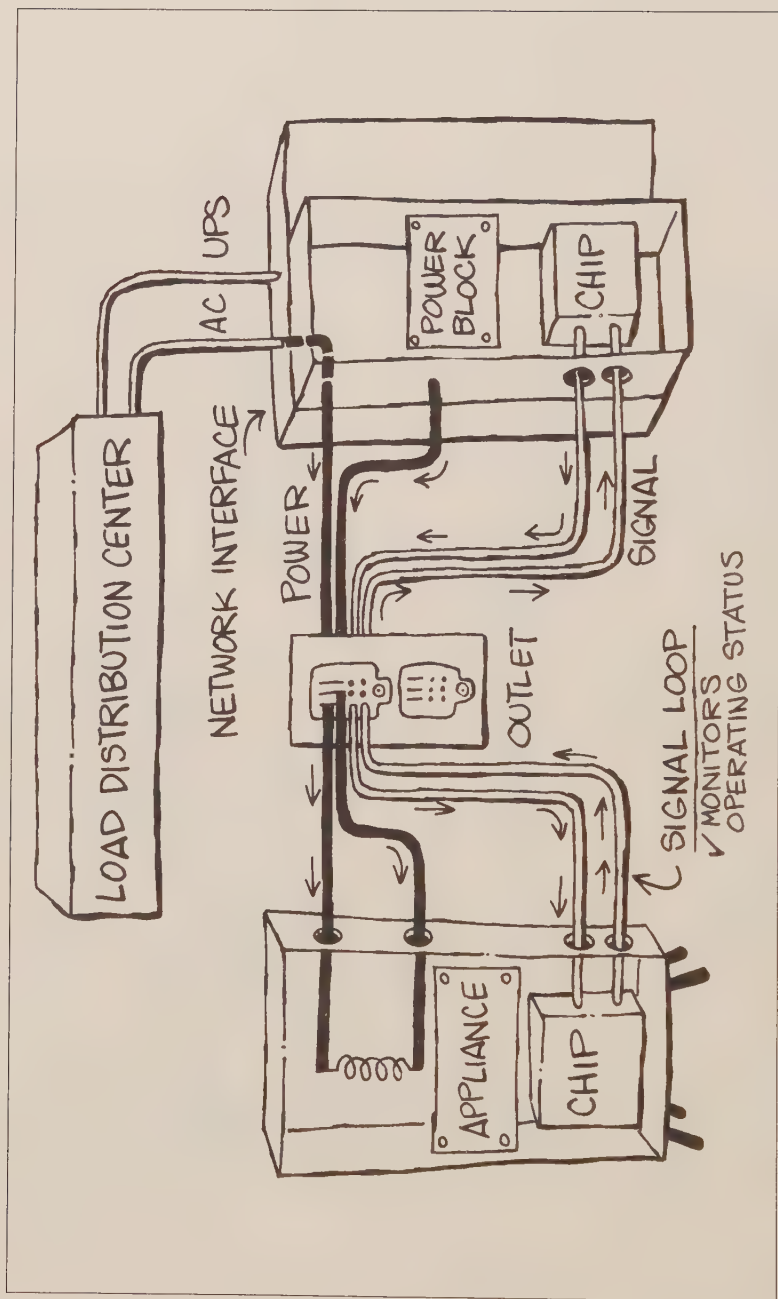 LOAD DISTRIBUTION CENTER
AC
UPS
NETWORK INTERFACE
POWER
POWER
BLOCK
CHIP
OUTLET
SIGNAL
APPLIANCE
CHIP
SIGNAL LOOP
✓ MONITORS
OPERATING STATUS